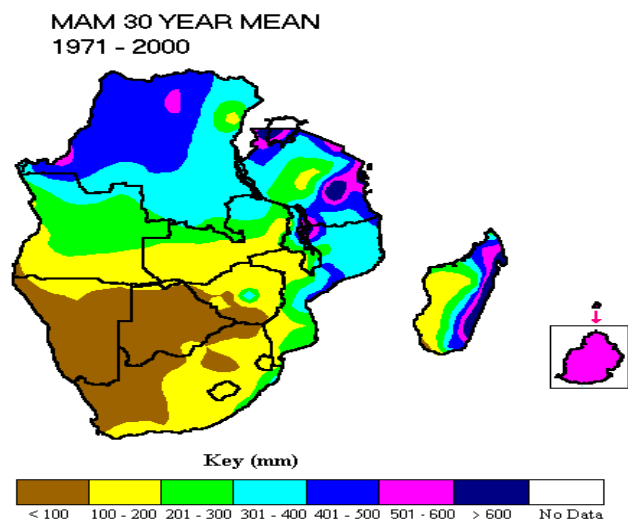 MAM 30 YEAR MEAN
1971 - 2000
Key (mm)
< 100 100 - 200 201 - 300 301 - 400 401 - 500 501 - 600 > 600 No Data